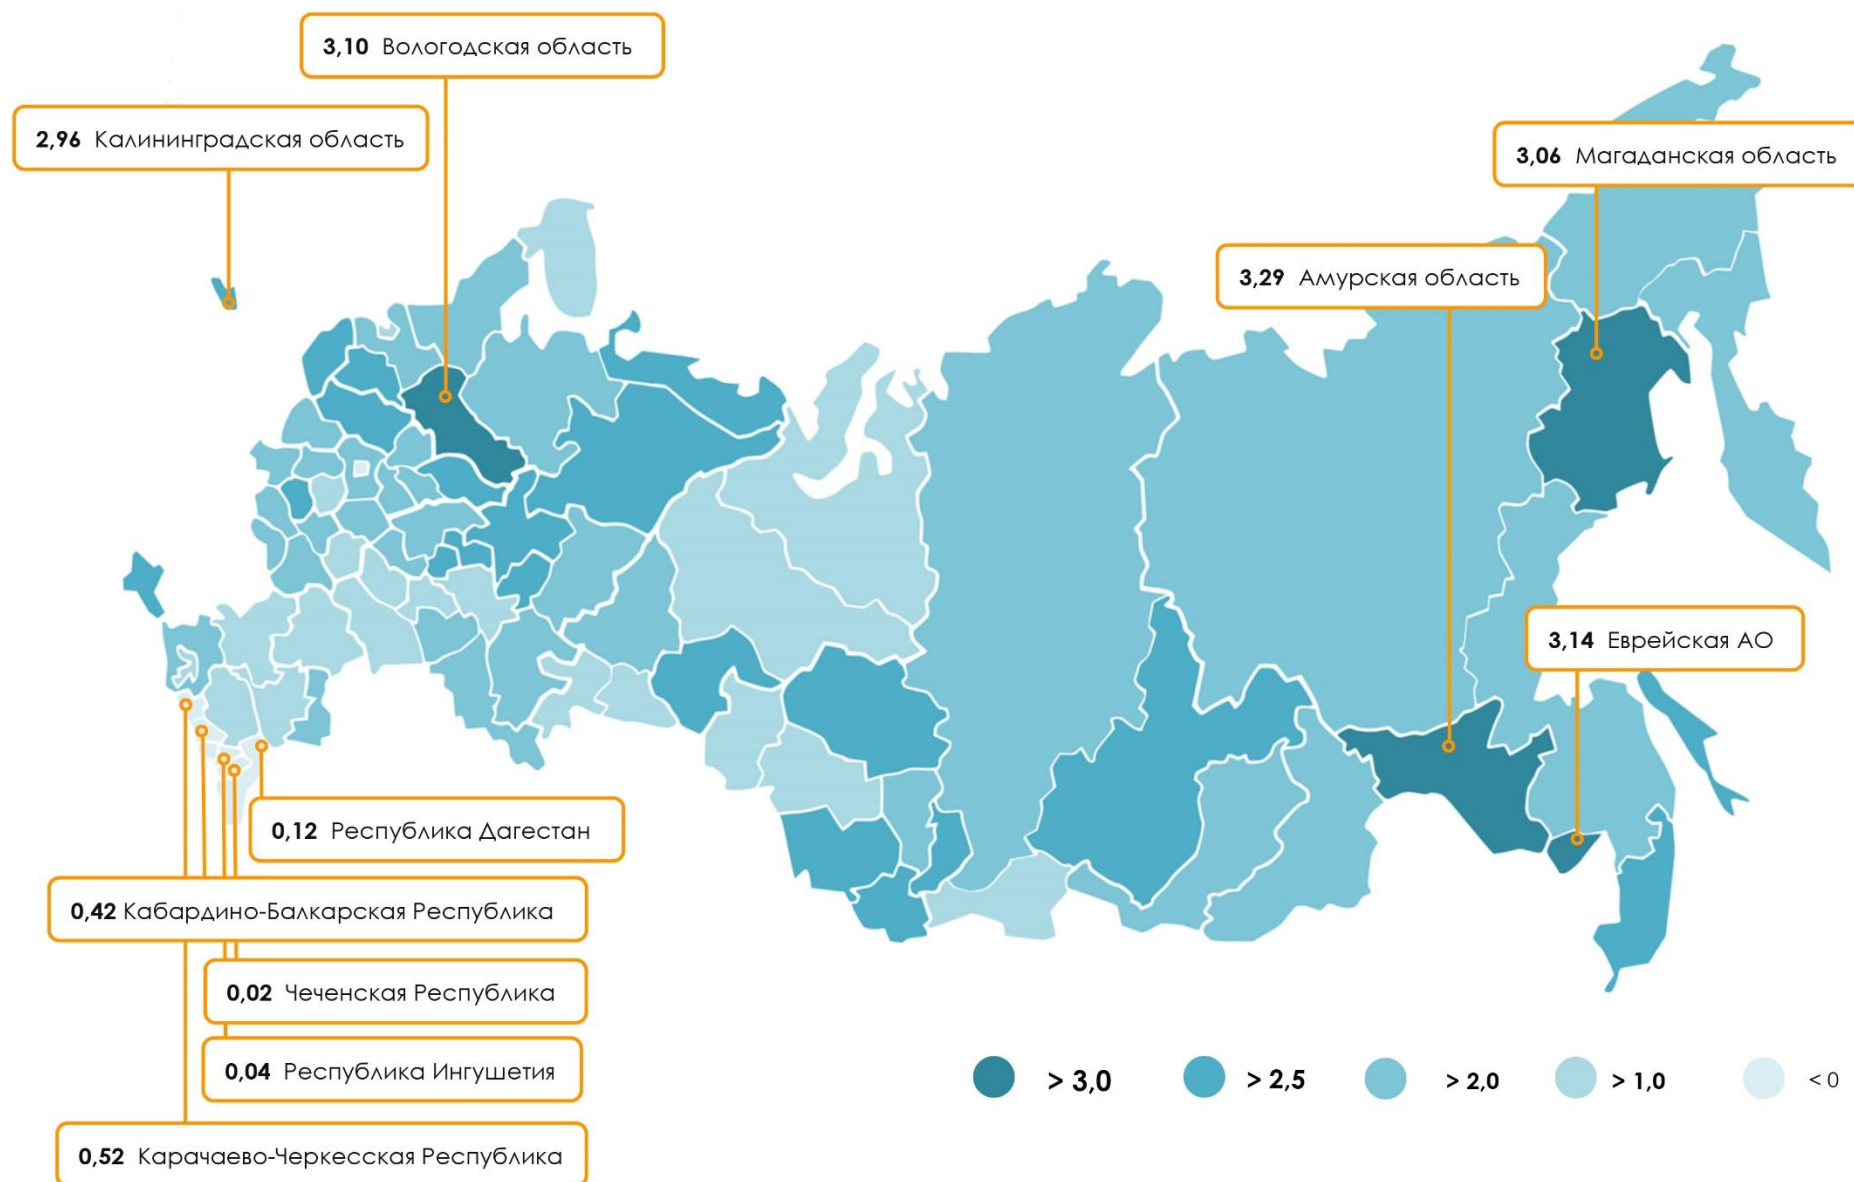 3,10 Вологодская область
2,96 Калининградская область
3,06 Магаданская область
3,29 Амурская область
3,14 Еврейская АО
0,12 Республика Дагестан
0,42 Кабардино-Балкарская Республика
0,02 Чеченская Республика
0,04 Республика Ингушетия
0,52 Карачаево-Черкесская Республика
> 3,0 > 2,5 > 2,0 > 1,0 < 0